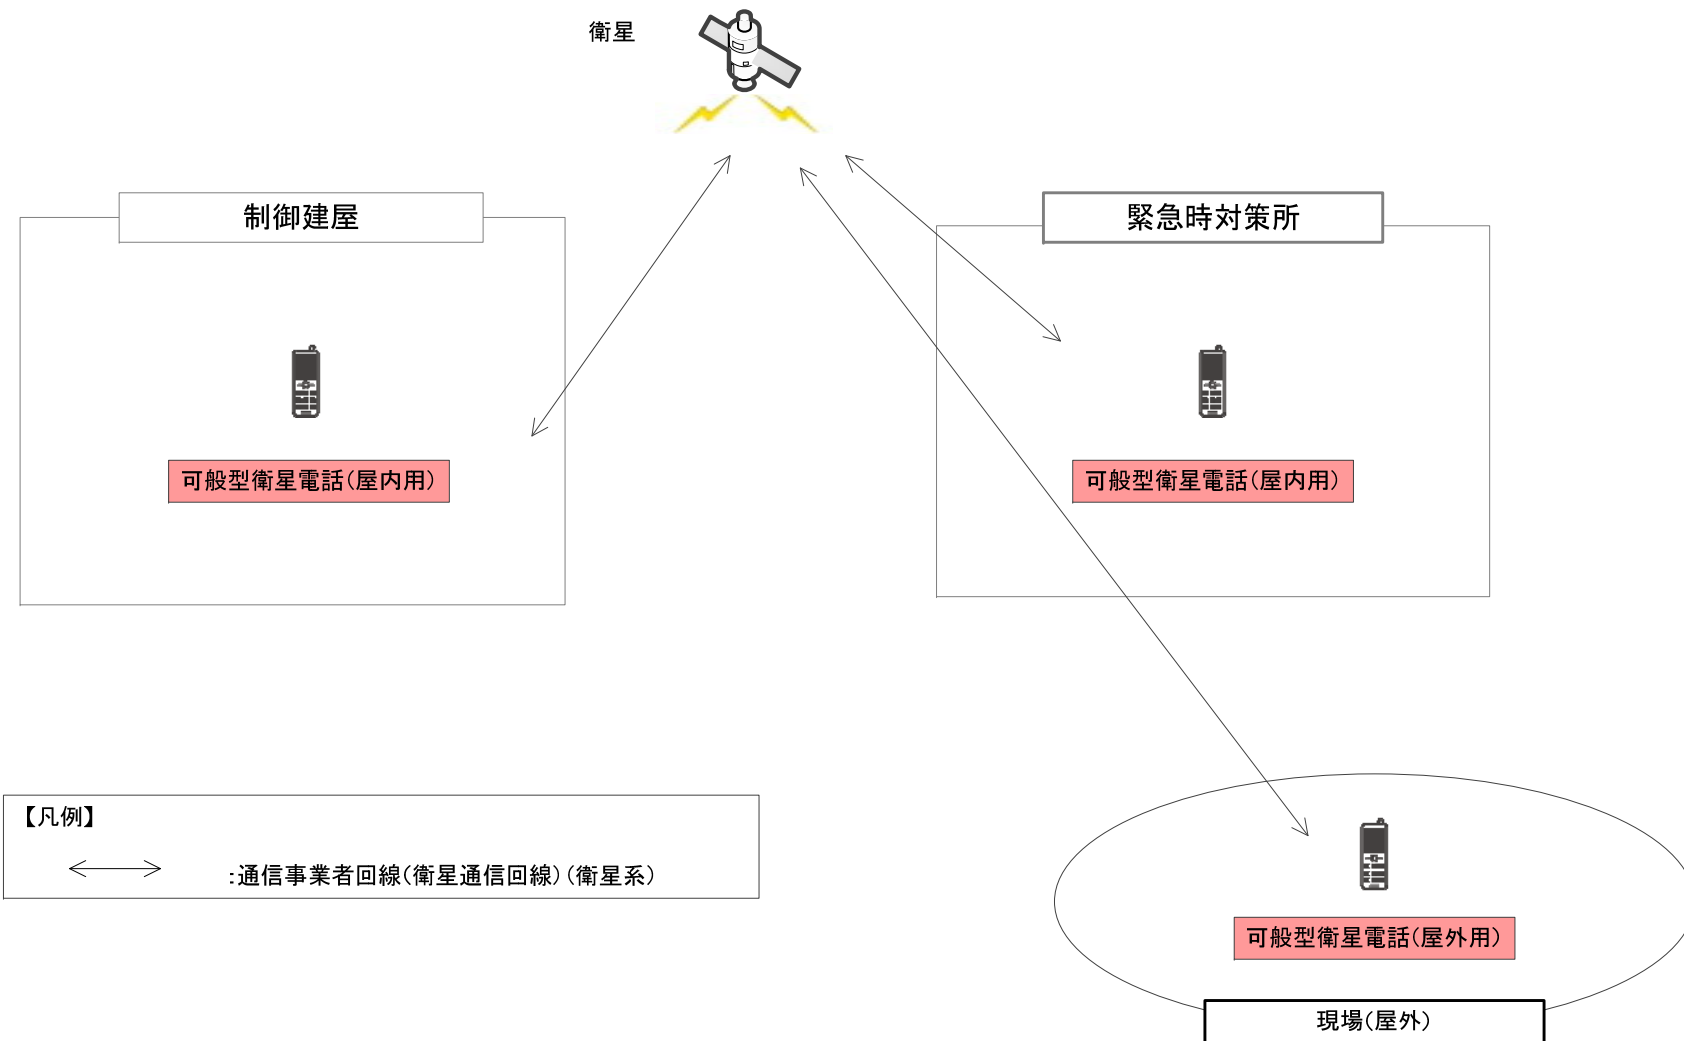 衛星
制御建屋
緊急時対策所
可般型衛星電話(屋内用)
可般型衛星電話(屋内用)
【凡例】
:通信事業者回線(衛星通信回線)(衛星系)
可般型衛星電話(屋外用)
現場(屋外)